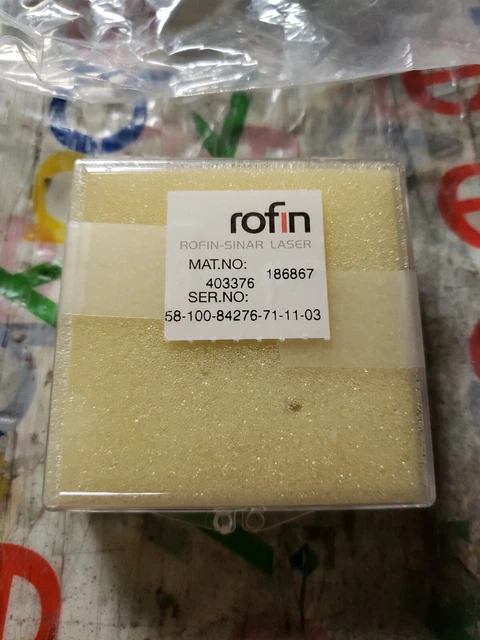 rofin
ROFIN-SINAR LASER
MAT.NO:
186867
403376
SER.NO:
58-100-84276-71-11-03